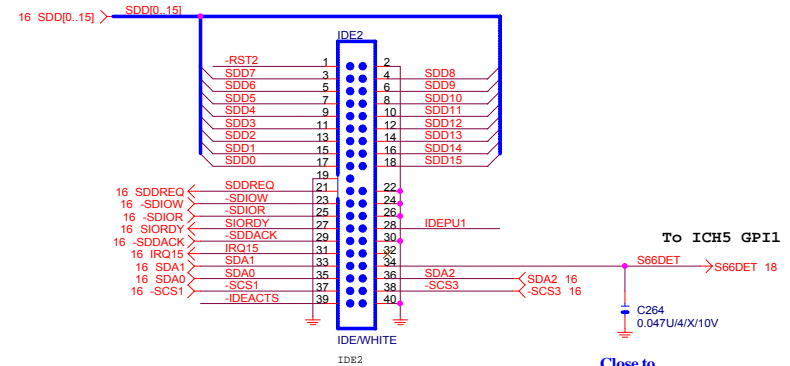 16 SDD[0..15] SDD[0..15]
IDE2
-RST2 1 2
SDD7 3 4 SDD8
SDD6 5 6 SDD9
SDD5 7 8 SDD10
SDD4 9 10 SDD11
SDD3 11 12 SDD12
SDD2 13 14 SDD13
SDD1 15 16 SDD14
SDD0 17 18 SDD15
19
16 SDDREQ SDDREQ 21 22
16 -SDIOW -SDIOW 23 24
16 -SDIOR -SDIOR 25 26
16 SIORDY SIORDY 27 28 IDEPU1
16 -SDDACK -SDDACK 29 30
16 IRQ15 IRQ15 31 32
16 SDA1 SDA1 33 34 S66DET S66DET 18
16 SDA0 SDA0 35 36 SDA2 SDA2 16
16 -SCS1 -SCS1 37 38 -SCS3 -SCS3 16
-IDEACTS 39 40
To ICH5 GPI1
C264
0.047U/4/X/10V
IDE/WHITE
IDE2
Close to